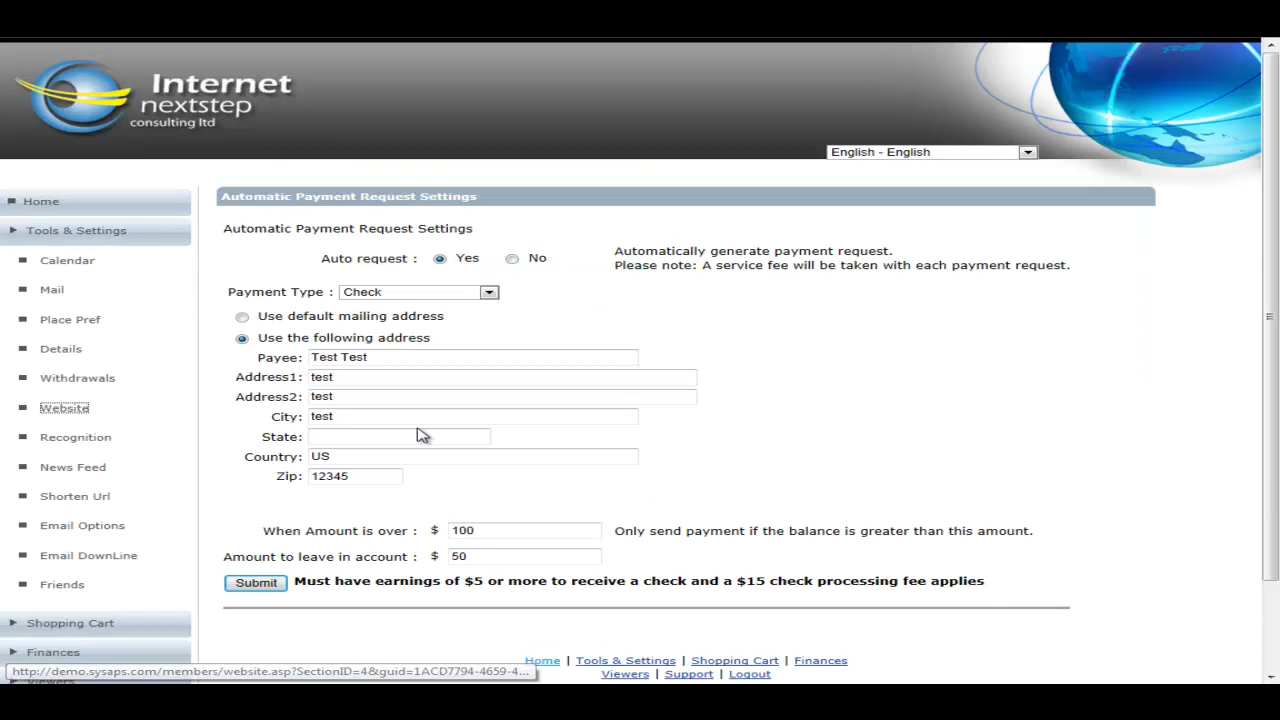 Internet
nextstep
consulting ltd
English - English
Home
Tools & Settings
Calendar
Mail
Place Pref
Details
Withdrawals
Website
Recognition
News Feed
Shorten Url
Email Options
Email DownLine
Friends
Shopping Cart
Finances
Viewers
Automatic Payment Request Settings
Automatic Payment Request Settings
Auto request : Yes No
Automatically generate payment request.
Please note: A service fee will be taken with each payment request.
Payment Type : Check
Use default mailing address
Use the following address
Payee: Test Test
Address1: test
Address2: test
City: test
State:
Country: US
Zip: 12345
When Amount is over : $ 100 Only send payment if the balance is greater than this amount.
Amount to leave in account : $ 50
Submit Must have earnings of $5 or more to receive a check and a $15 check processing fee applies
Home | Tools & Settings | Shopping Cart | Finances
Viewers | Support | Logout
http://demo.sysaps.com/members/website.asp?SectionID=4&guid=1ACD7794-4659-4...